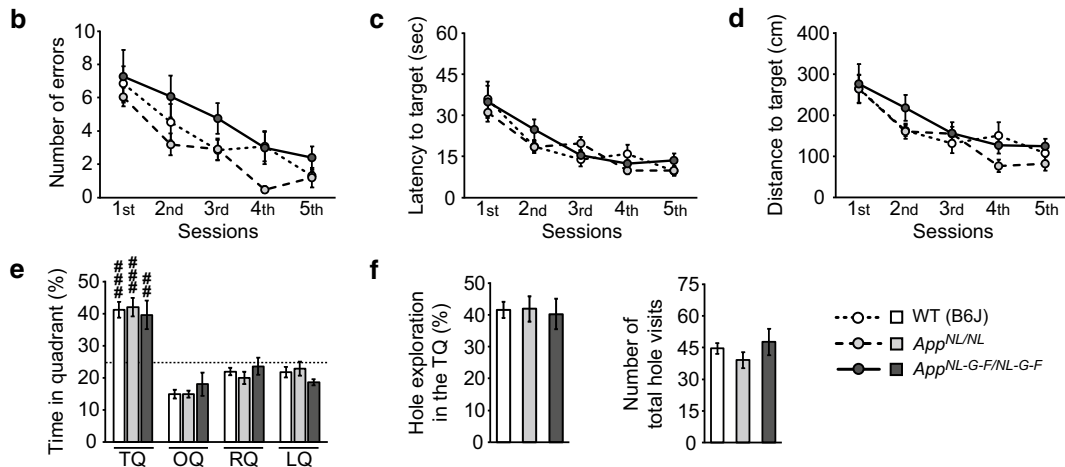 b
Number of errors
10
8
6
4
2
0
1st 2nd 3rd 4th 5th
Sessions
c
Latency to target (sec)
60
45
30
15
0
1st 2nd 3rd 4th 5th
Sessions
d
Distance to target (cm)
400
300
200
100
0
1st 2nd 3rd 4th 5th
Sessions
e
Time in quadrant (%)
50
40
30
20
10
0
### ### ##
TQ OQ RQ LQ
f
Hole exploration
in the TQ (%)
50
40
30
20
10
0
Number of
total hole visits
75
60
45
30
15
0
WT (B6J)
App^NL/NL
App^NL-G-F/NL-G-F